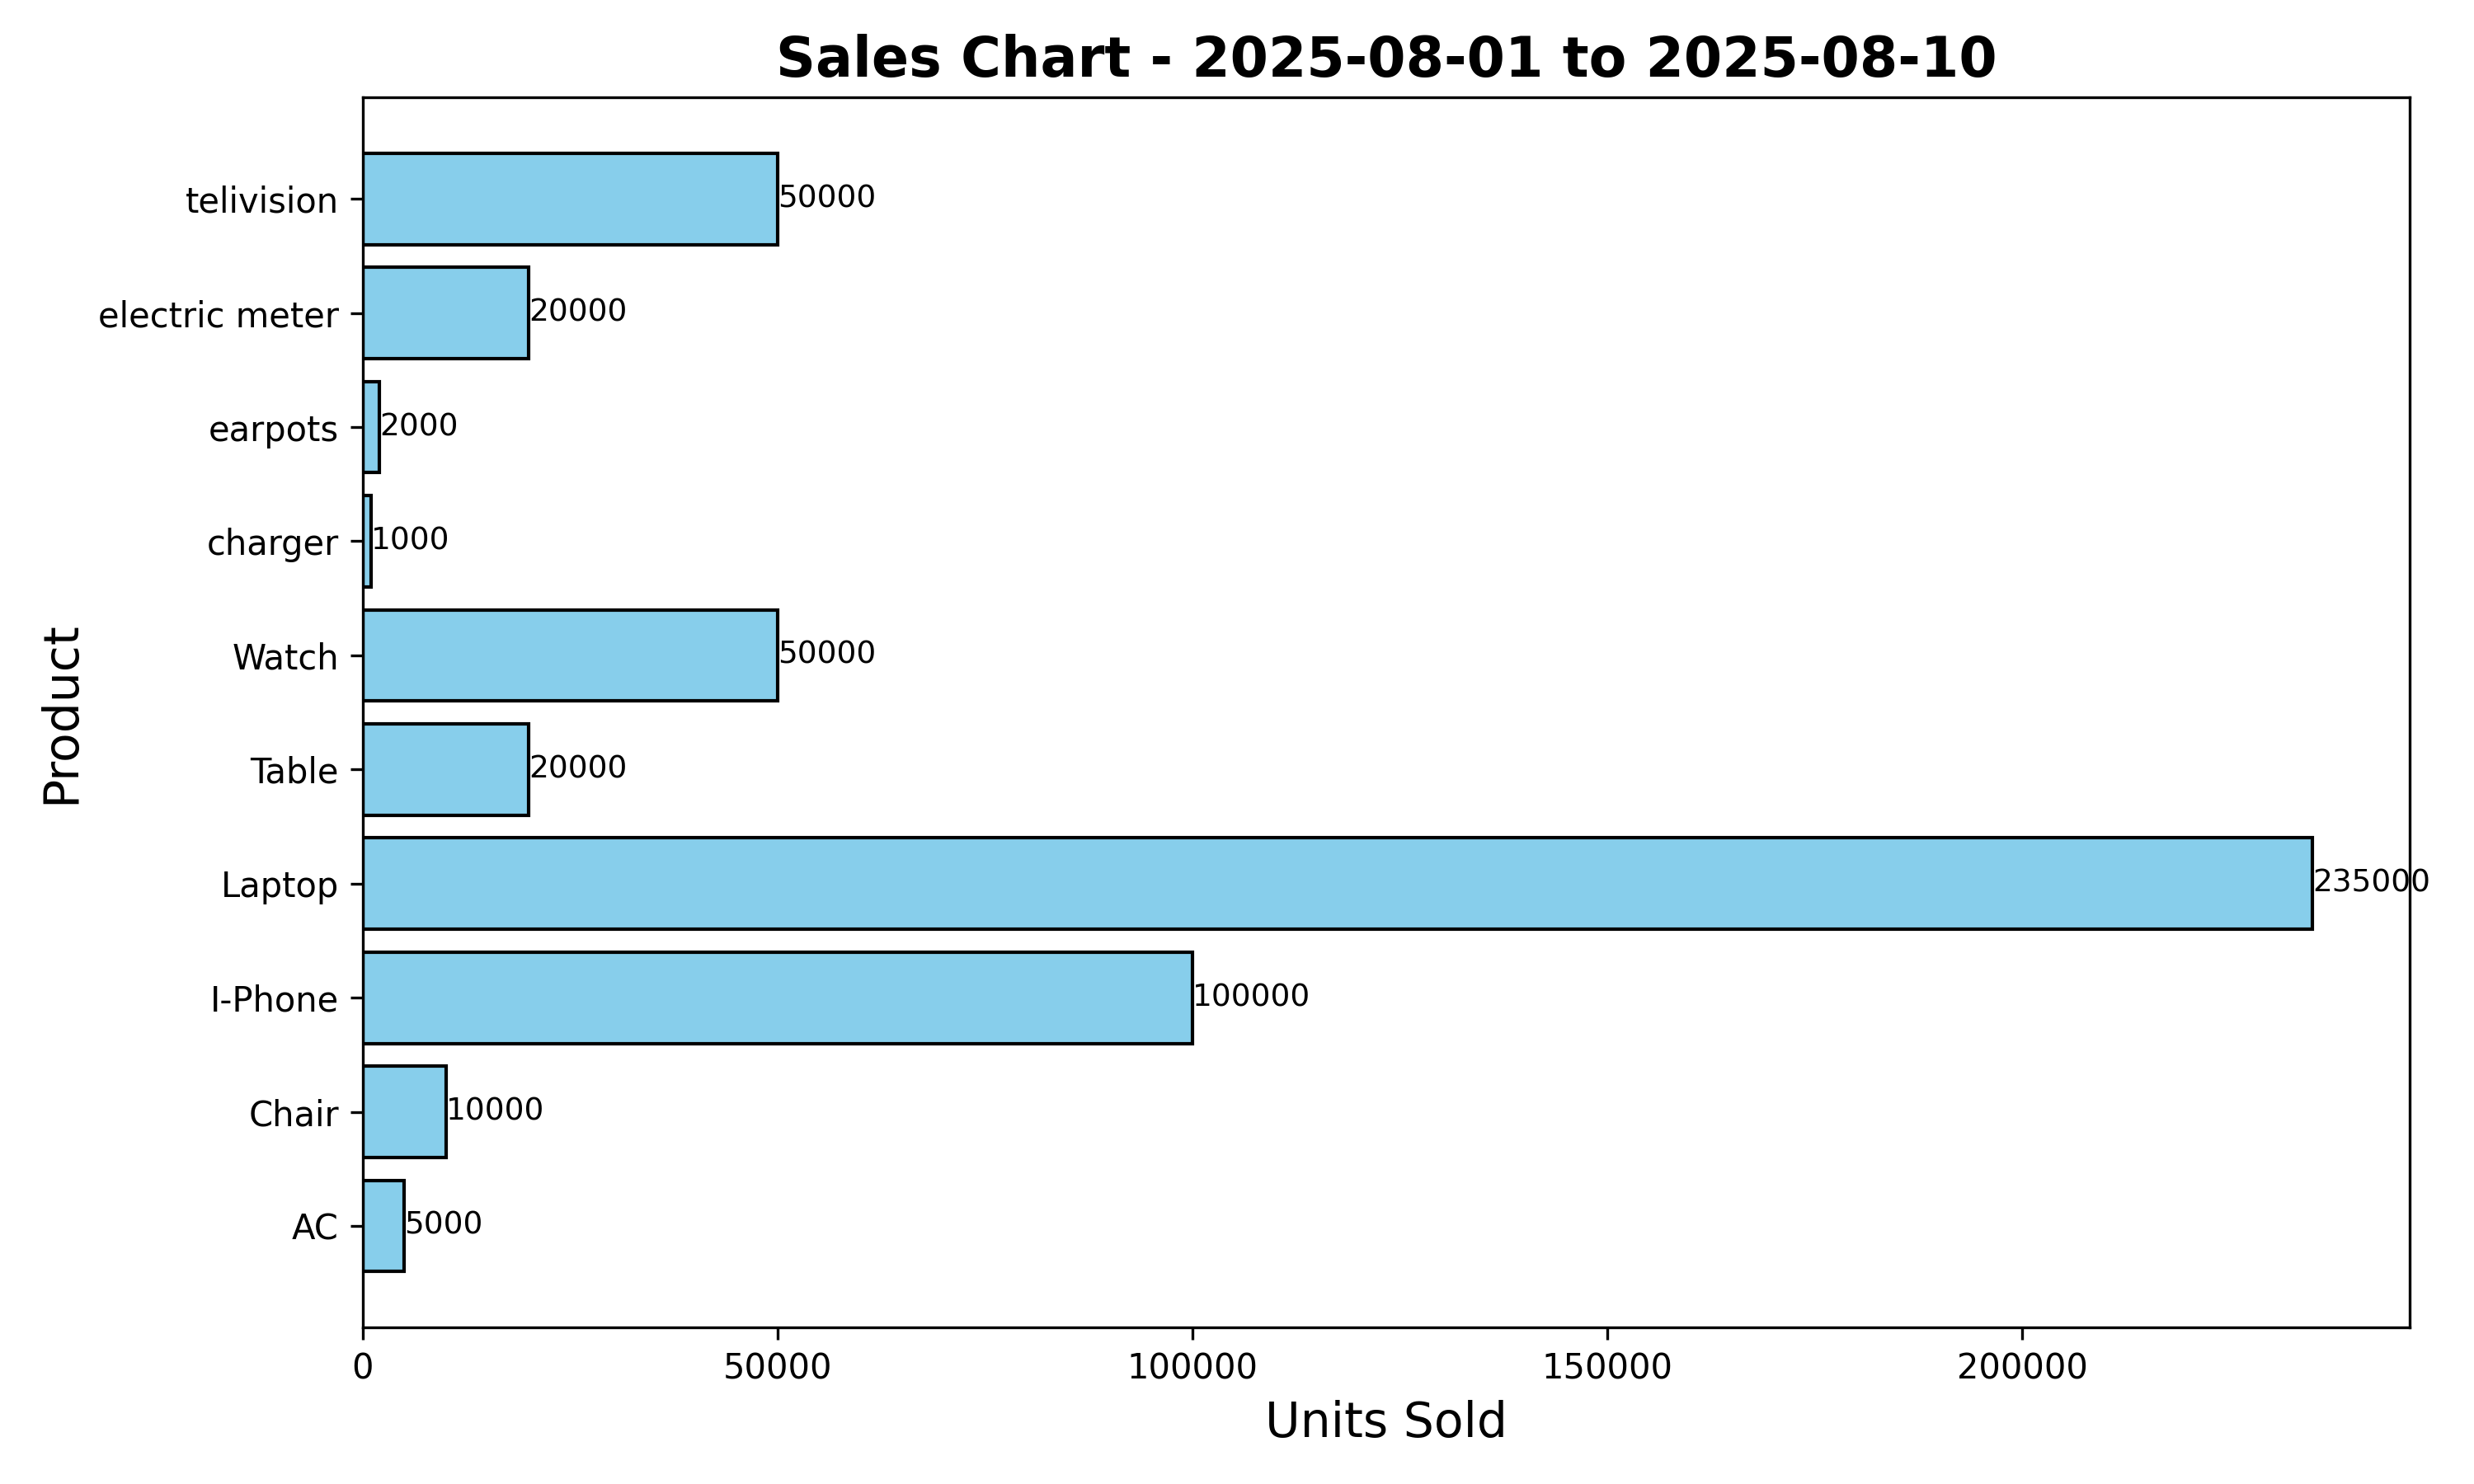 Sales Chart - 2025-08-01 to 2025-08-10
telivision
50000
electric meter
20000
earpots
2000
charger
1000
Watch
50000
Table
20000
Laptop
235000
I-Phone
100000
Chair
10000
AC
5000
Product
0 50000 100000 150000 200000
Units Sold